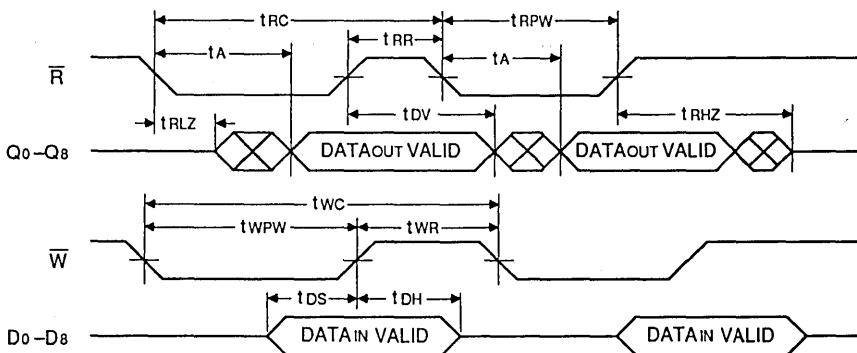 tRC
tRPW
tRR
tA
tA
R
tDV
tRHZ
tRLZ
Q0–Q8
DATAOUT VALID
DATAOUT VALID
tWC
tWPW
tWR
W
tDS
tDH
D0–D8
DATAIN VALID
DATAIN VALID